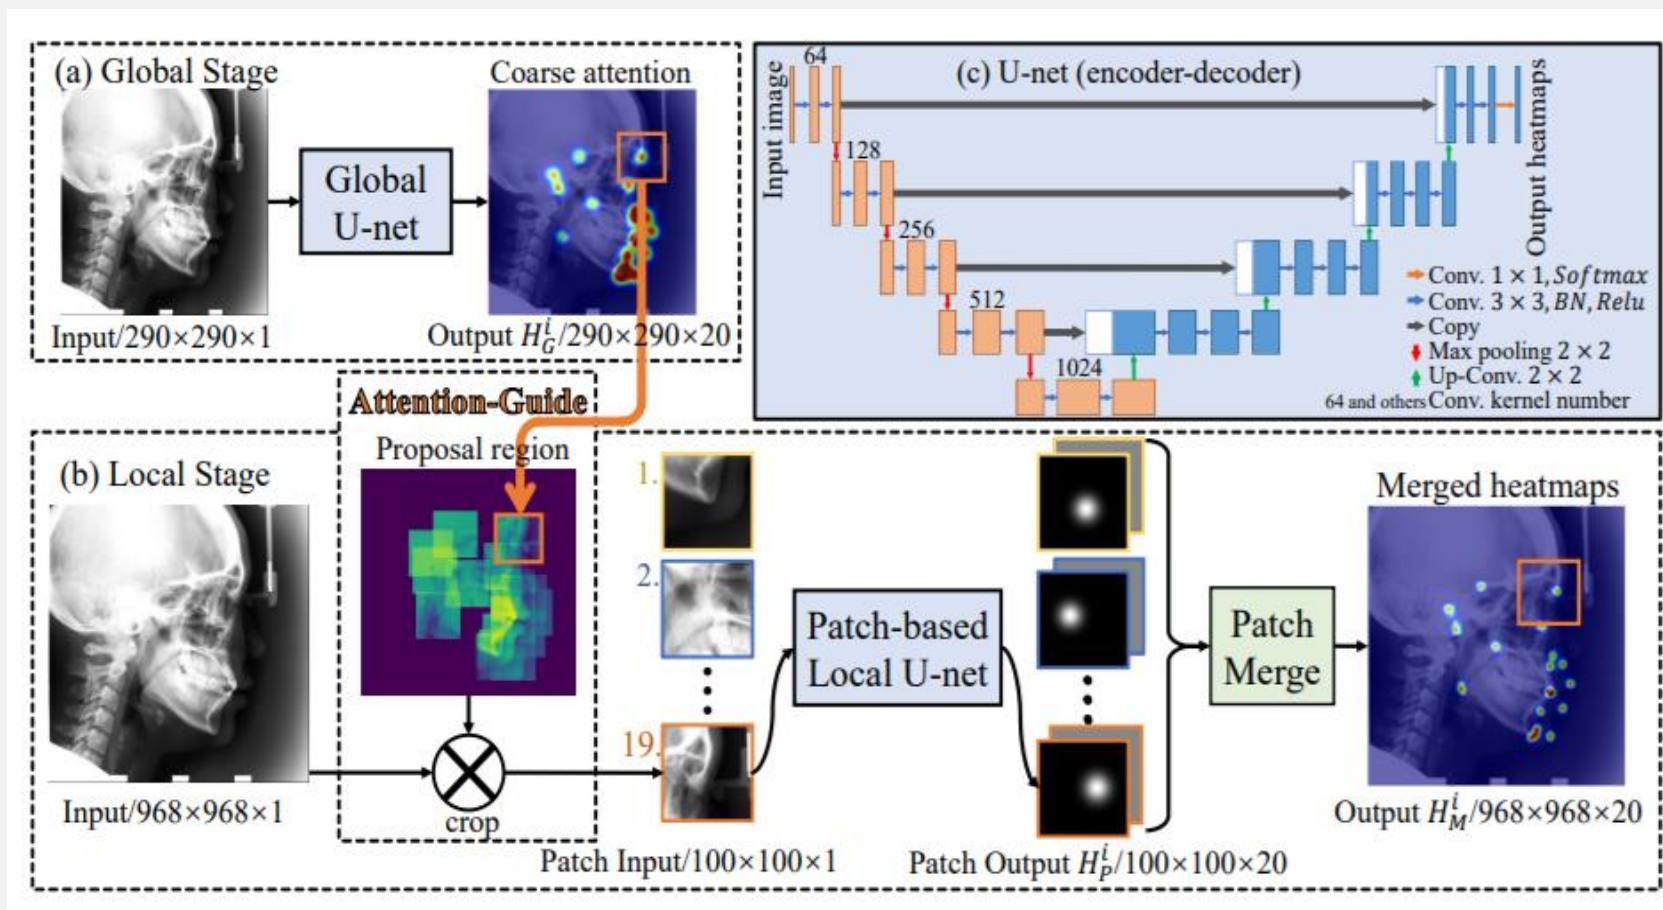 (a) Global Stage
Coarse attention
Global
U-net
Input/290×290×1
Output H_G^i/290×290×20
(c) U-net (encoder-decoder)
Input image
64
128
256
512
1024
Output heatmaps
Conv. 1 × 1, Softmax
Conv. 3 × 3, BN, Relu
Copy
Max pooling 2 × 2
Up-Conv. 2 × 2
64 and others Conv. kernel number
Attention-Guide
Proposal region
(b) Local Stage
Input/968×968×1
crop
1.
2.
19.
Patch Input/100×100×1
Patch-based
Local U-net
Patch Output H_P^i/100×100×20
Patch
Merge
Merged heatmaps
Output H_M^i/968×968×20